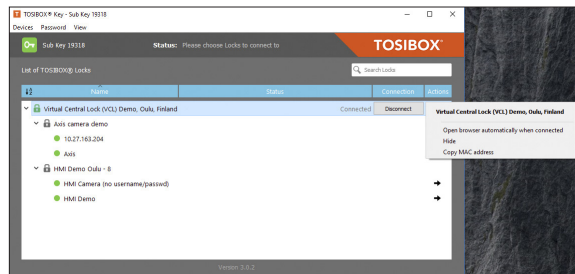 TOSIBOX® Key - Sub Key 19318
Devices Password View
Sub Key 19318 Status: Please choose Locks to connect to TOSIBOX™
List of TOSIBOX® Locks Search Locks
Name Status Connection Actions
Virtual Central Lock (VCL) Demo, Oulu, Finland Connected Disconnect
Axis camera demo
10.27.163.204
Axis
HMI Demo Oulu - 8
HMI Camera (no username/passwd)
HMI Demo
Virtual Central Lock (VCL) Demo, Oulu, Finland
Open browser automatically when connected
Hide
Copy MAC address
Version 3.0.2